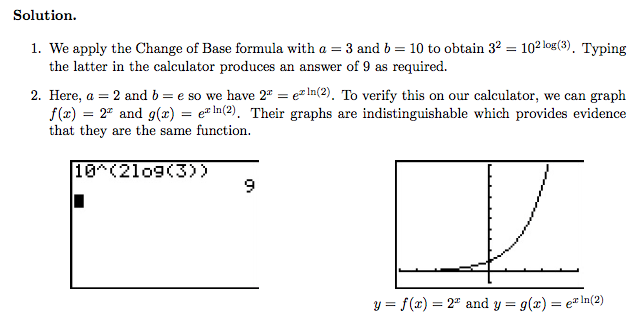 Solution.
1. We apply the Change of Base formula with a = 3 and b = 10 to obtain 3² = 10^{2 log(3)}. Typing
the latter in the calculator produces an answer of 9 as required.
2. Here, a = 2 and b = e so we have 2^x = e^{x ln(2)}. To verify this on our calculator, we can graph
f(x) = 2^x and g(x) = e^{x ln(2)}. Their graphs are indistinguishable which provides evidence
that they are the same function.
10^(2log(3))
9
y = f(x) = 2^x and y = g(x) = e^{x ln(2)}